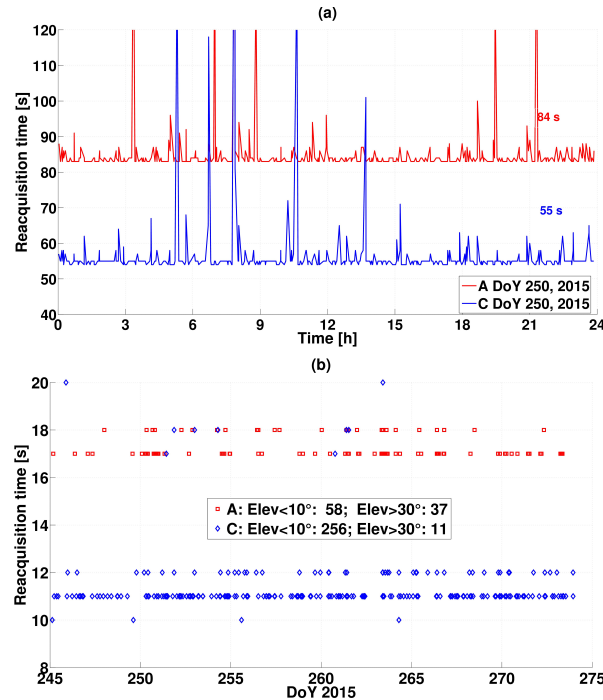 (a)
120
110
100
90
80
70
60
50
40
Reacquisition time [s]
84 s
55 s
A DoY 250, 2015
C DoY 250, 2015
0 3 6 9 12 15 18 21 24
Time [h]
(b)
20
18
16
14
12
10
8
Reacquisition time [s]
A: Elev<10°: 58; Elev>30°: 37
C: Elev<10°: 256; Elev>30°: 11
245 250 255 260 265 270 275
DoY 2015